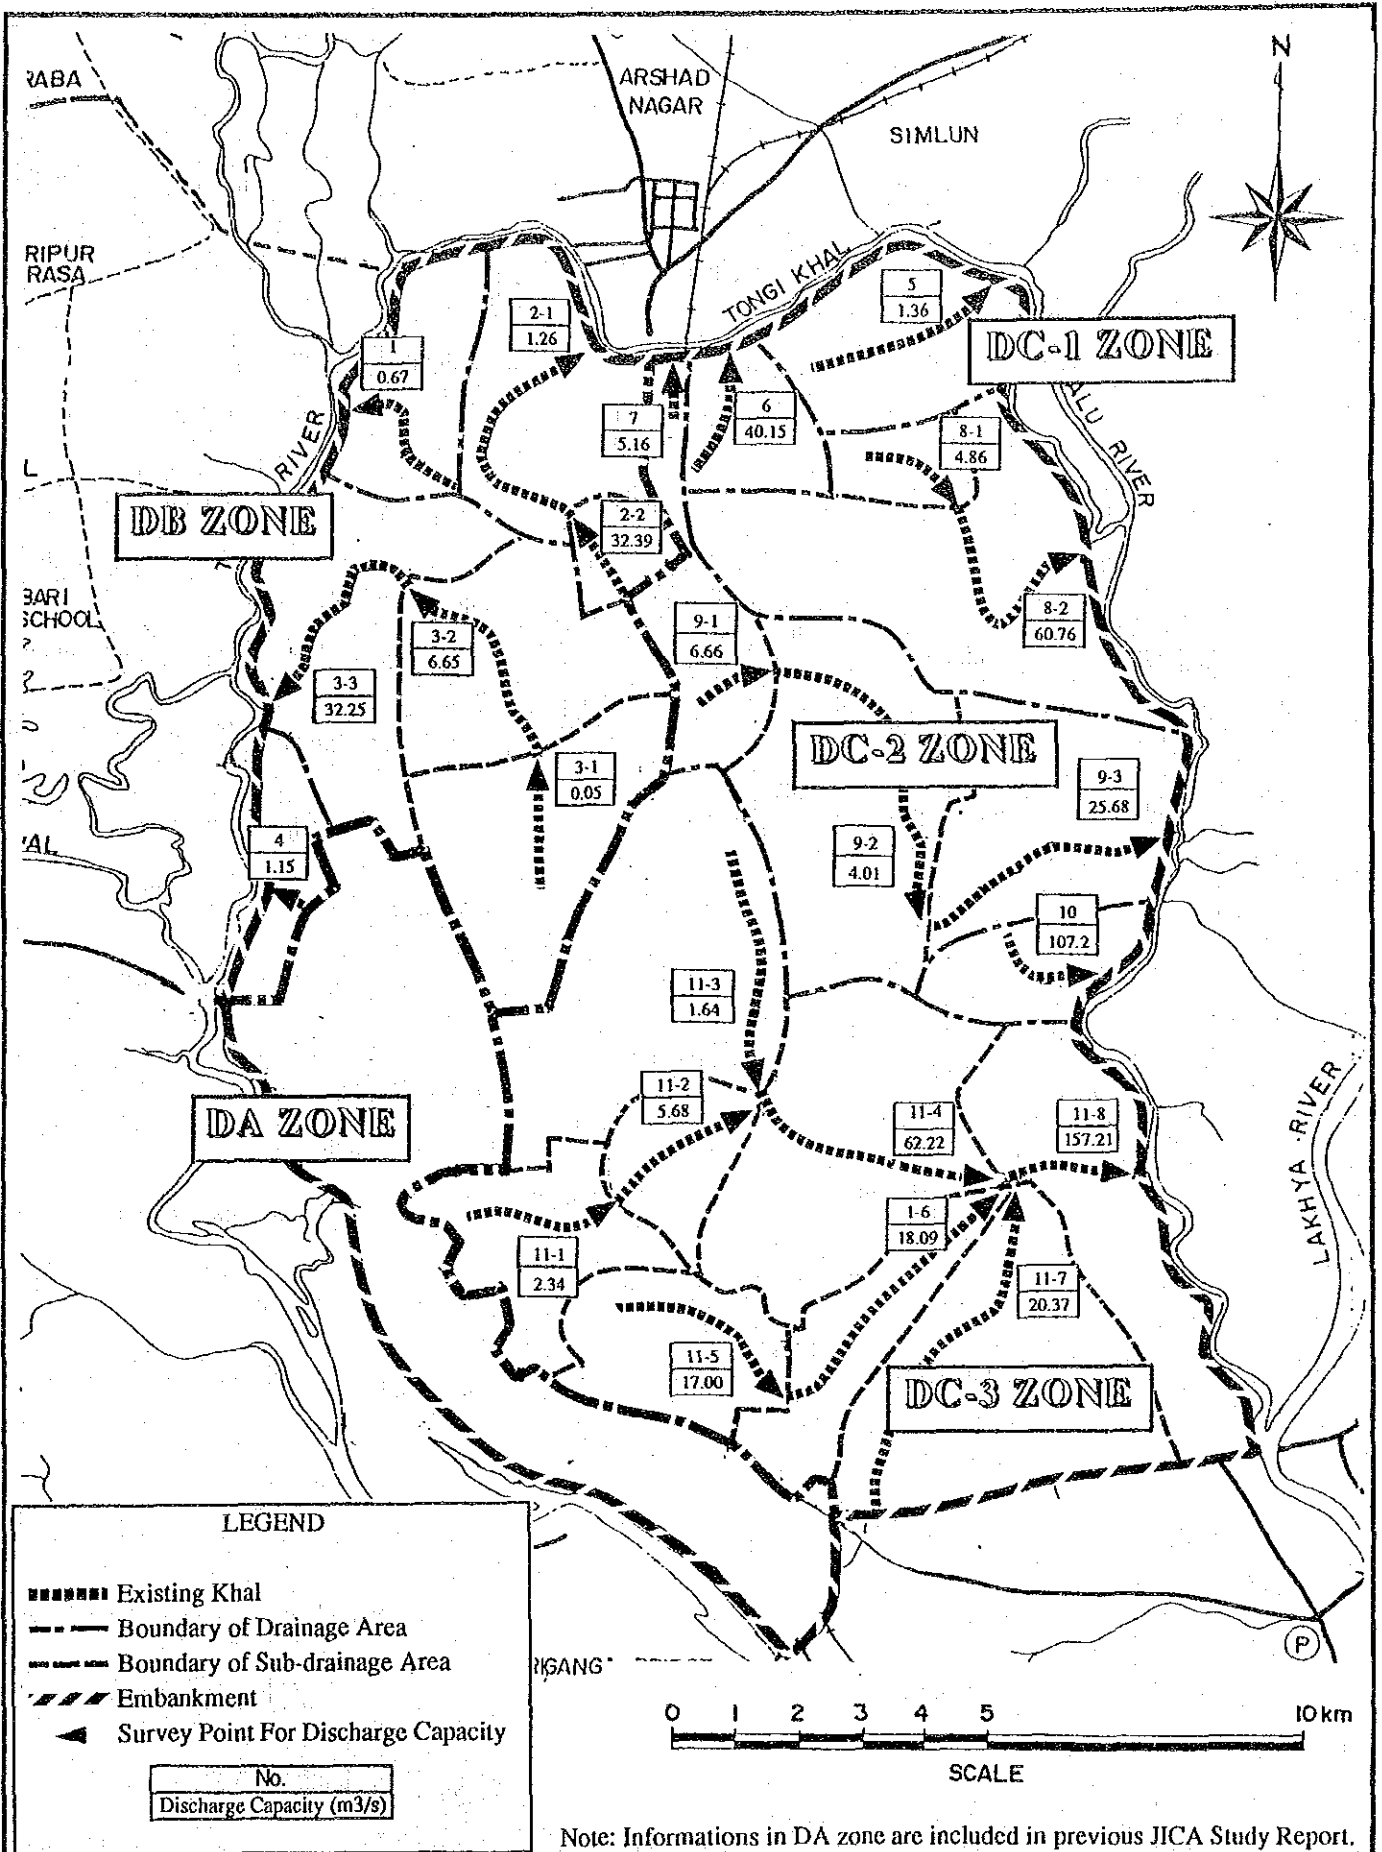 N
ARSHAD
NAGAR
SIMLUN
RABA
RIPUR
RASA
TONGI KHAL
5
1.36
2-1
1.26
1
0.67
DC-1 ZONE
7
5.16
6
40.15
8-1
4.86
ALU RIVER
RIVER
L
DB ZONE
2-2
32.39
BARI
SCHOOL
3-2
6.65
9-1
6.66
8-2
60.76
3-3
32.25
DC-2 ZONE
3-1
0.05
9-3
25.68
4
1.15
9-2
4.01
10
107.2
11-3
1.64
DA ZONE
11-2
5.68
11-4
62.22
11-8
157.21
LAKHYA RIVER
1-6
18.09
11-1
2.34
11-7
20.37
11-5
17.00
DC-3 ZONE
LEGEND
Existing Khal
Boundary of Drainage Area
Boundary of Sub-drainage Area
Embankment
Survey Point For Discharge Capacity
No.
Discharge Capacity (m3/s)
P
0 1 2 3 4 5 10 km
SCALE
Note: Informations in DA zone are included in previous JICA Study Report.